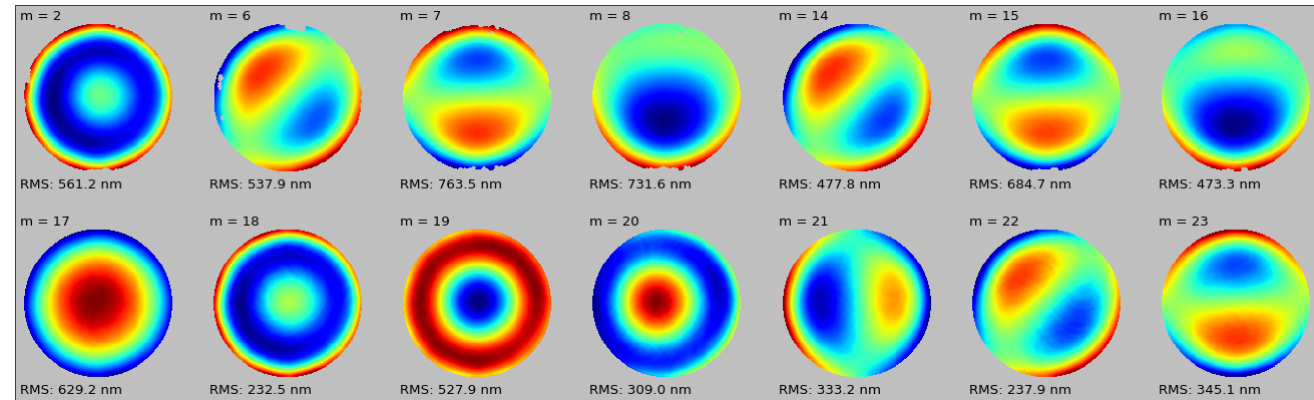 m = 2 m = 6 m = 7 m = 8 m = 14 m = 15 m = 16
RMS: 561.2 nm RMS: 537.9 nm RMS: 763.5 nm RMS: 731.6 nm RMS: 477.8 nm RMS: 684.7 nm RMS: 473.3 nm
m = 17 m = 18 m = 19 m = 20 m = 21 m = 22 m = 23
RMS: 629.2 nm RMS: 232.5 nm RMS: 527.9 nm RMS: 309.0 nm RMS: 333.2 nm RMS: 237.9 nm RMS: 345.1 nm